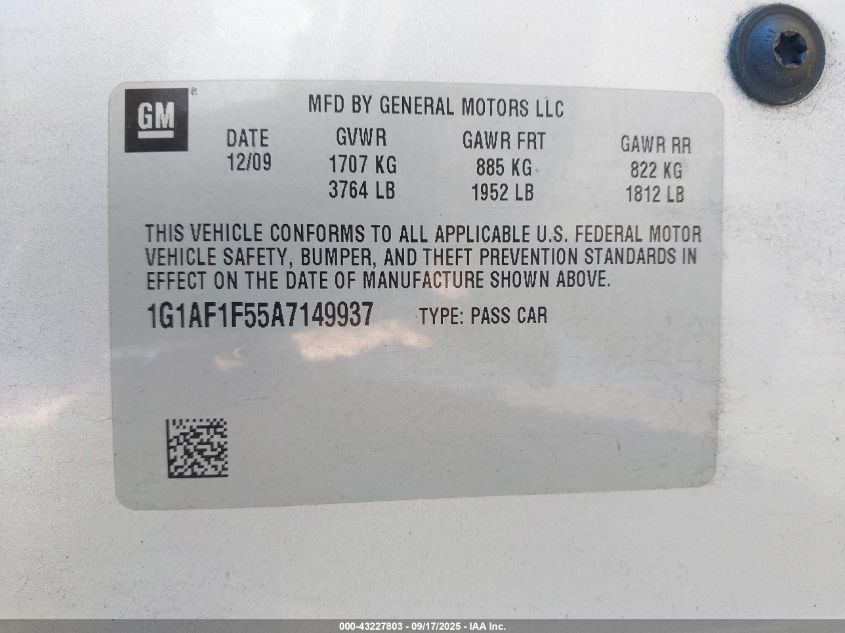 GM ®
MFD BY GENERAL MOTORS LLC
DATE GVWR GAWR FRT GAWR RR
12/09 1707 KG 885 KG 822 KG
3764 LB 1952 LB 1812 LB
THIS VEHICLE CONFORMS TO ALL APPLICABLE U.S. FEDERAL MOTOR
VEHICLE SAFETY, BUMPER, AND THEFT PREVENTION STANDARDS IN
EFFECT ON THE DATE OF MANUFACTURE SHOWN ABOVE.
1G1AF1F55A7149937 TYPE: PASS CAR
000-43227803 - 09/17/2025 - IAA Inc.